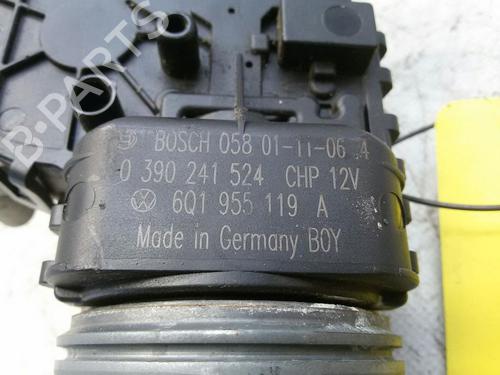 B-PARTS
BOSCH 058 01-11-06 4
0 390 241 524 CHP 12V
6Q1 955 119 A
Made in Germany BOY